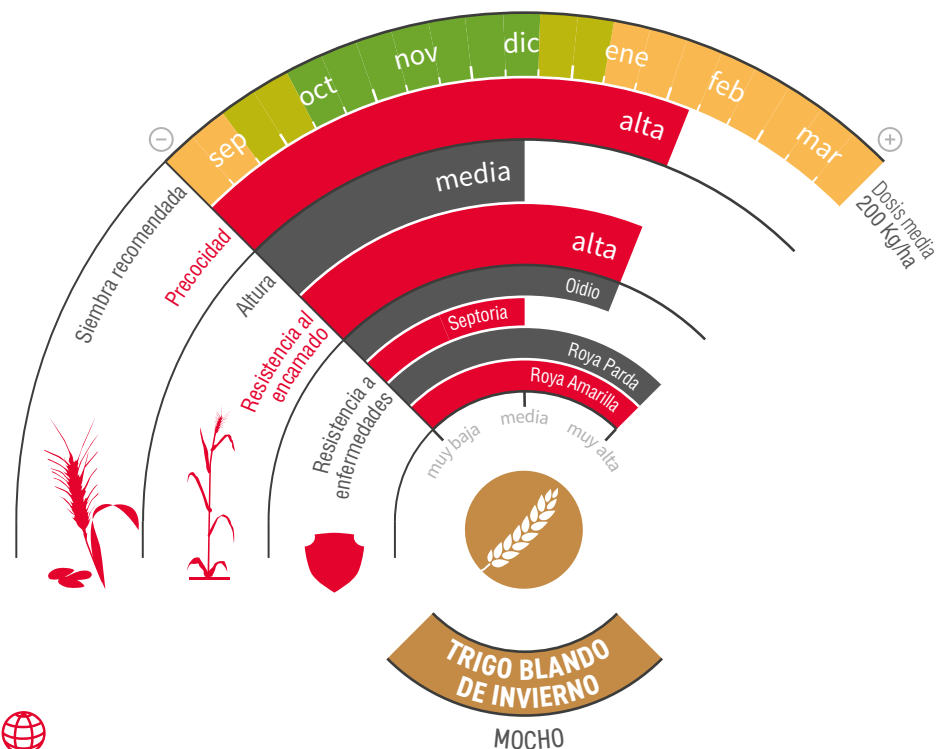 sep
oct
nov
dic
ene
feb
mar
−
+
Dosis media
200 Kg/ha
Siembra recomendada
Precocidad
alta
Altura
media
Resistencia al
encamado
alta
Resistencia a
enfermedades
Oidio
Septoria
Roya Parda
Roya Amarilla
muy baja
media
muy alta
TRIGO BLANDO
DE INVIERNO
MOCHO